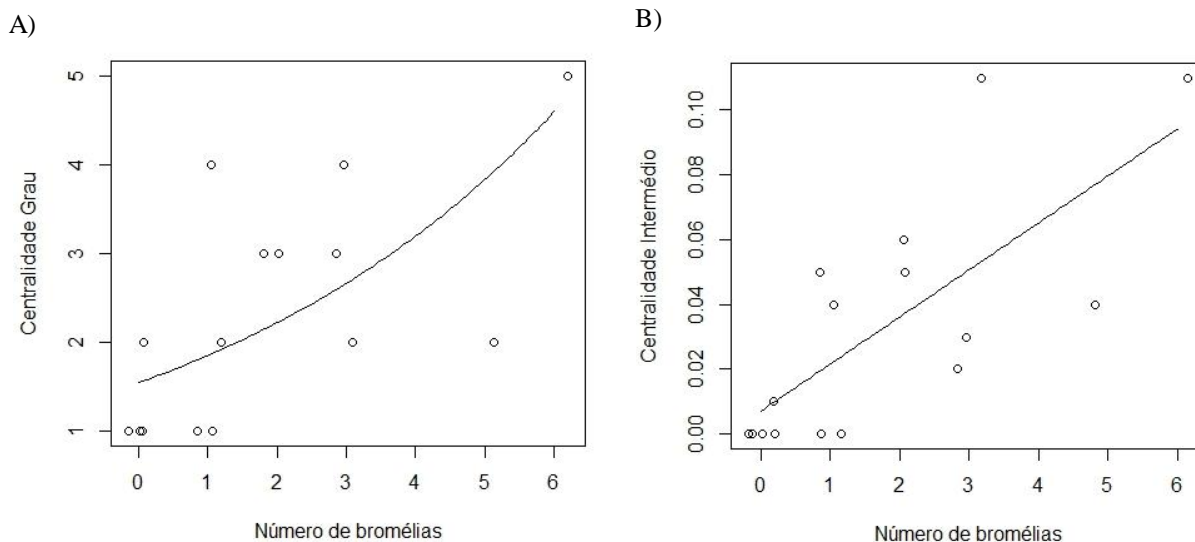 A)
Centralidade Grau
5
4
3
2
1
0 1 2 3 4 5 6
Número de bromélias
B)
Centralidade Intermédio
0.10
0.08
0.06
0.04
0.02
0.00
0 1 2 3 4 5 6
Número de bromélias